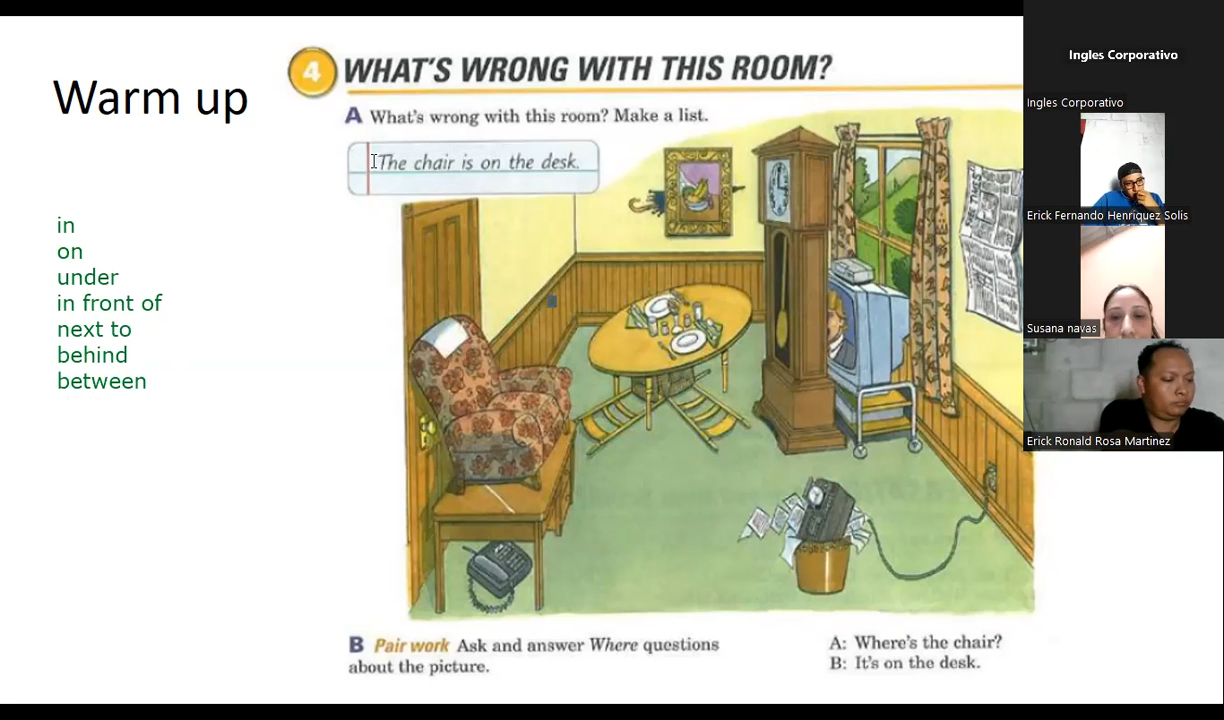 Warm up
in
on
under
in front of
next to
behind
between
4 WHAT'S WRONG WITH THIS ROOM?
A What's wrong with this room? Make a list.
The chair is on the desk.
B Pair work Ask and answer Where questions
about the picture.
A: Where's the chair?
B: It's on the desk.
Ingles Corporativo
Ingles Corporativo
Erick Fernando Henriquez Solis
Susana navas
Erick Ronald Rosa Martinez